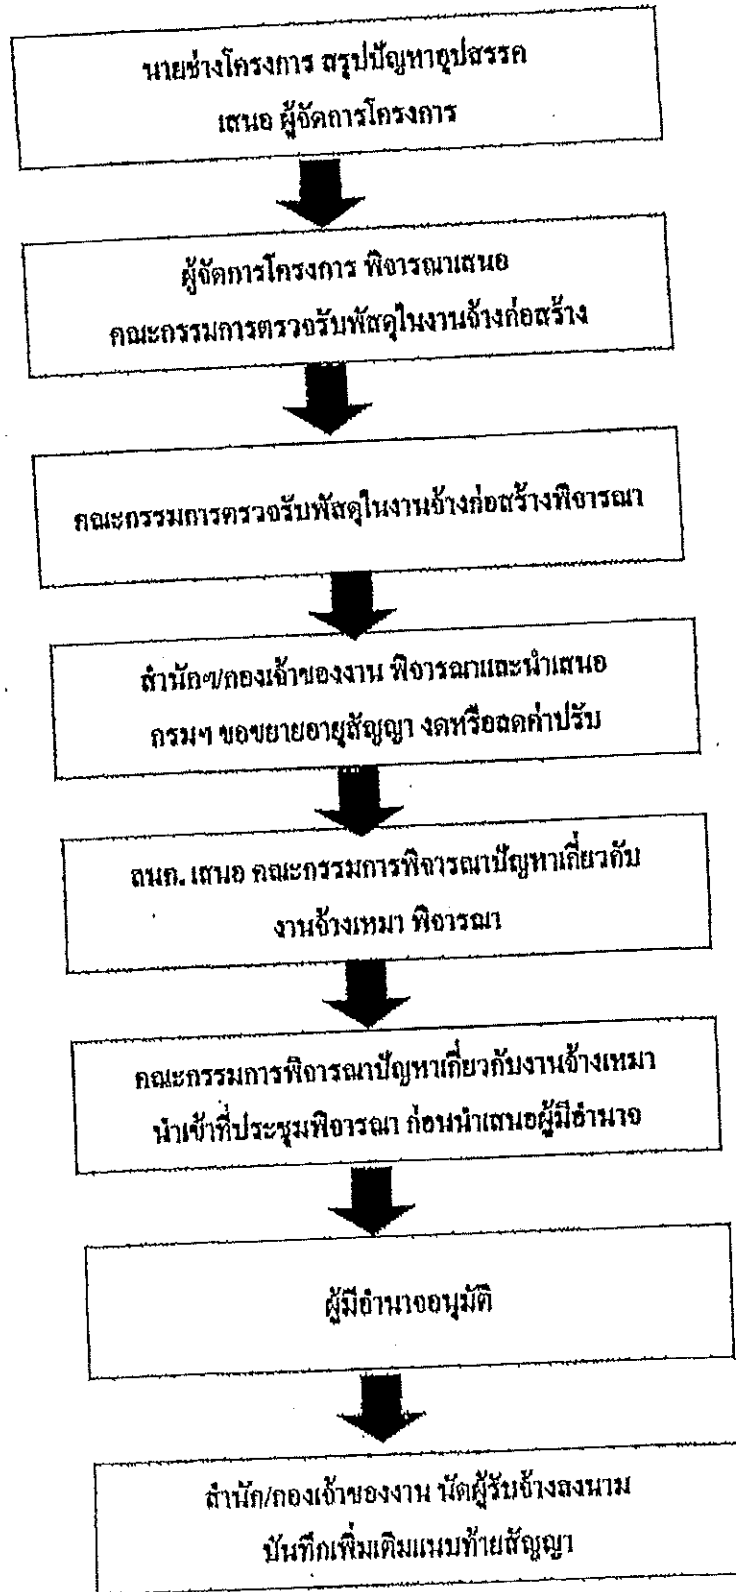 นายช่างโครงการ สรุปปัญหาอุปสรรค
เสนอ ผู้จัดการโครงการ
ผู้จัดการโครงการ พิจารณาเสนอ
คณะกรรมการตรวจรับพัสดุในงานจ้างก่อสร้าง
คณะกรรมการตรวจรับพัสดุในงานจ้างก่อสร้างพิจารณา
สำนักฯ/กองเจ้าของงาน พิจารณาและนำเสนอ
กรมฯ ขอขยายอายุสัญญา งดหรือลดค่าปรับ
ลนค. เสนอ คณะกรรมการพิจารณาปัญหาเกี่ยวกับ
งานจ้างเหมา พิจารณา
คณะกรรมการพิจารณาปัญหาเกี่ยวกับงานจ้างเหมา
นำเข้าที่ประชุมพิจารณา ก่อนนำเสนอผู้มีอำนาจ
ผู้มีอำนาจอนุมัติ
สำนัก/กองเจ้าของงาน นัดผู้รับจ้างลงนาม
บันทึกเพิ่มเติมแนบท้ายสัญญา